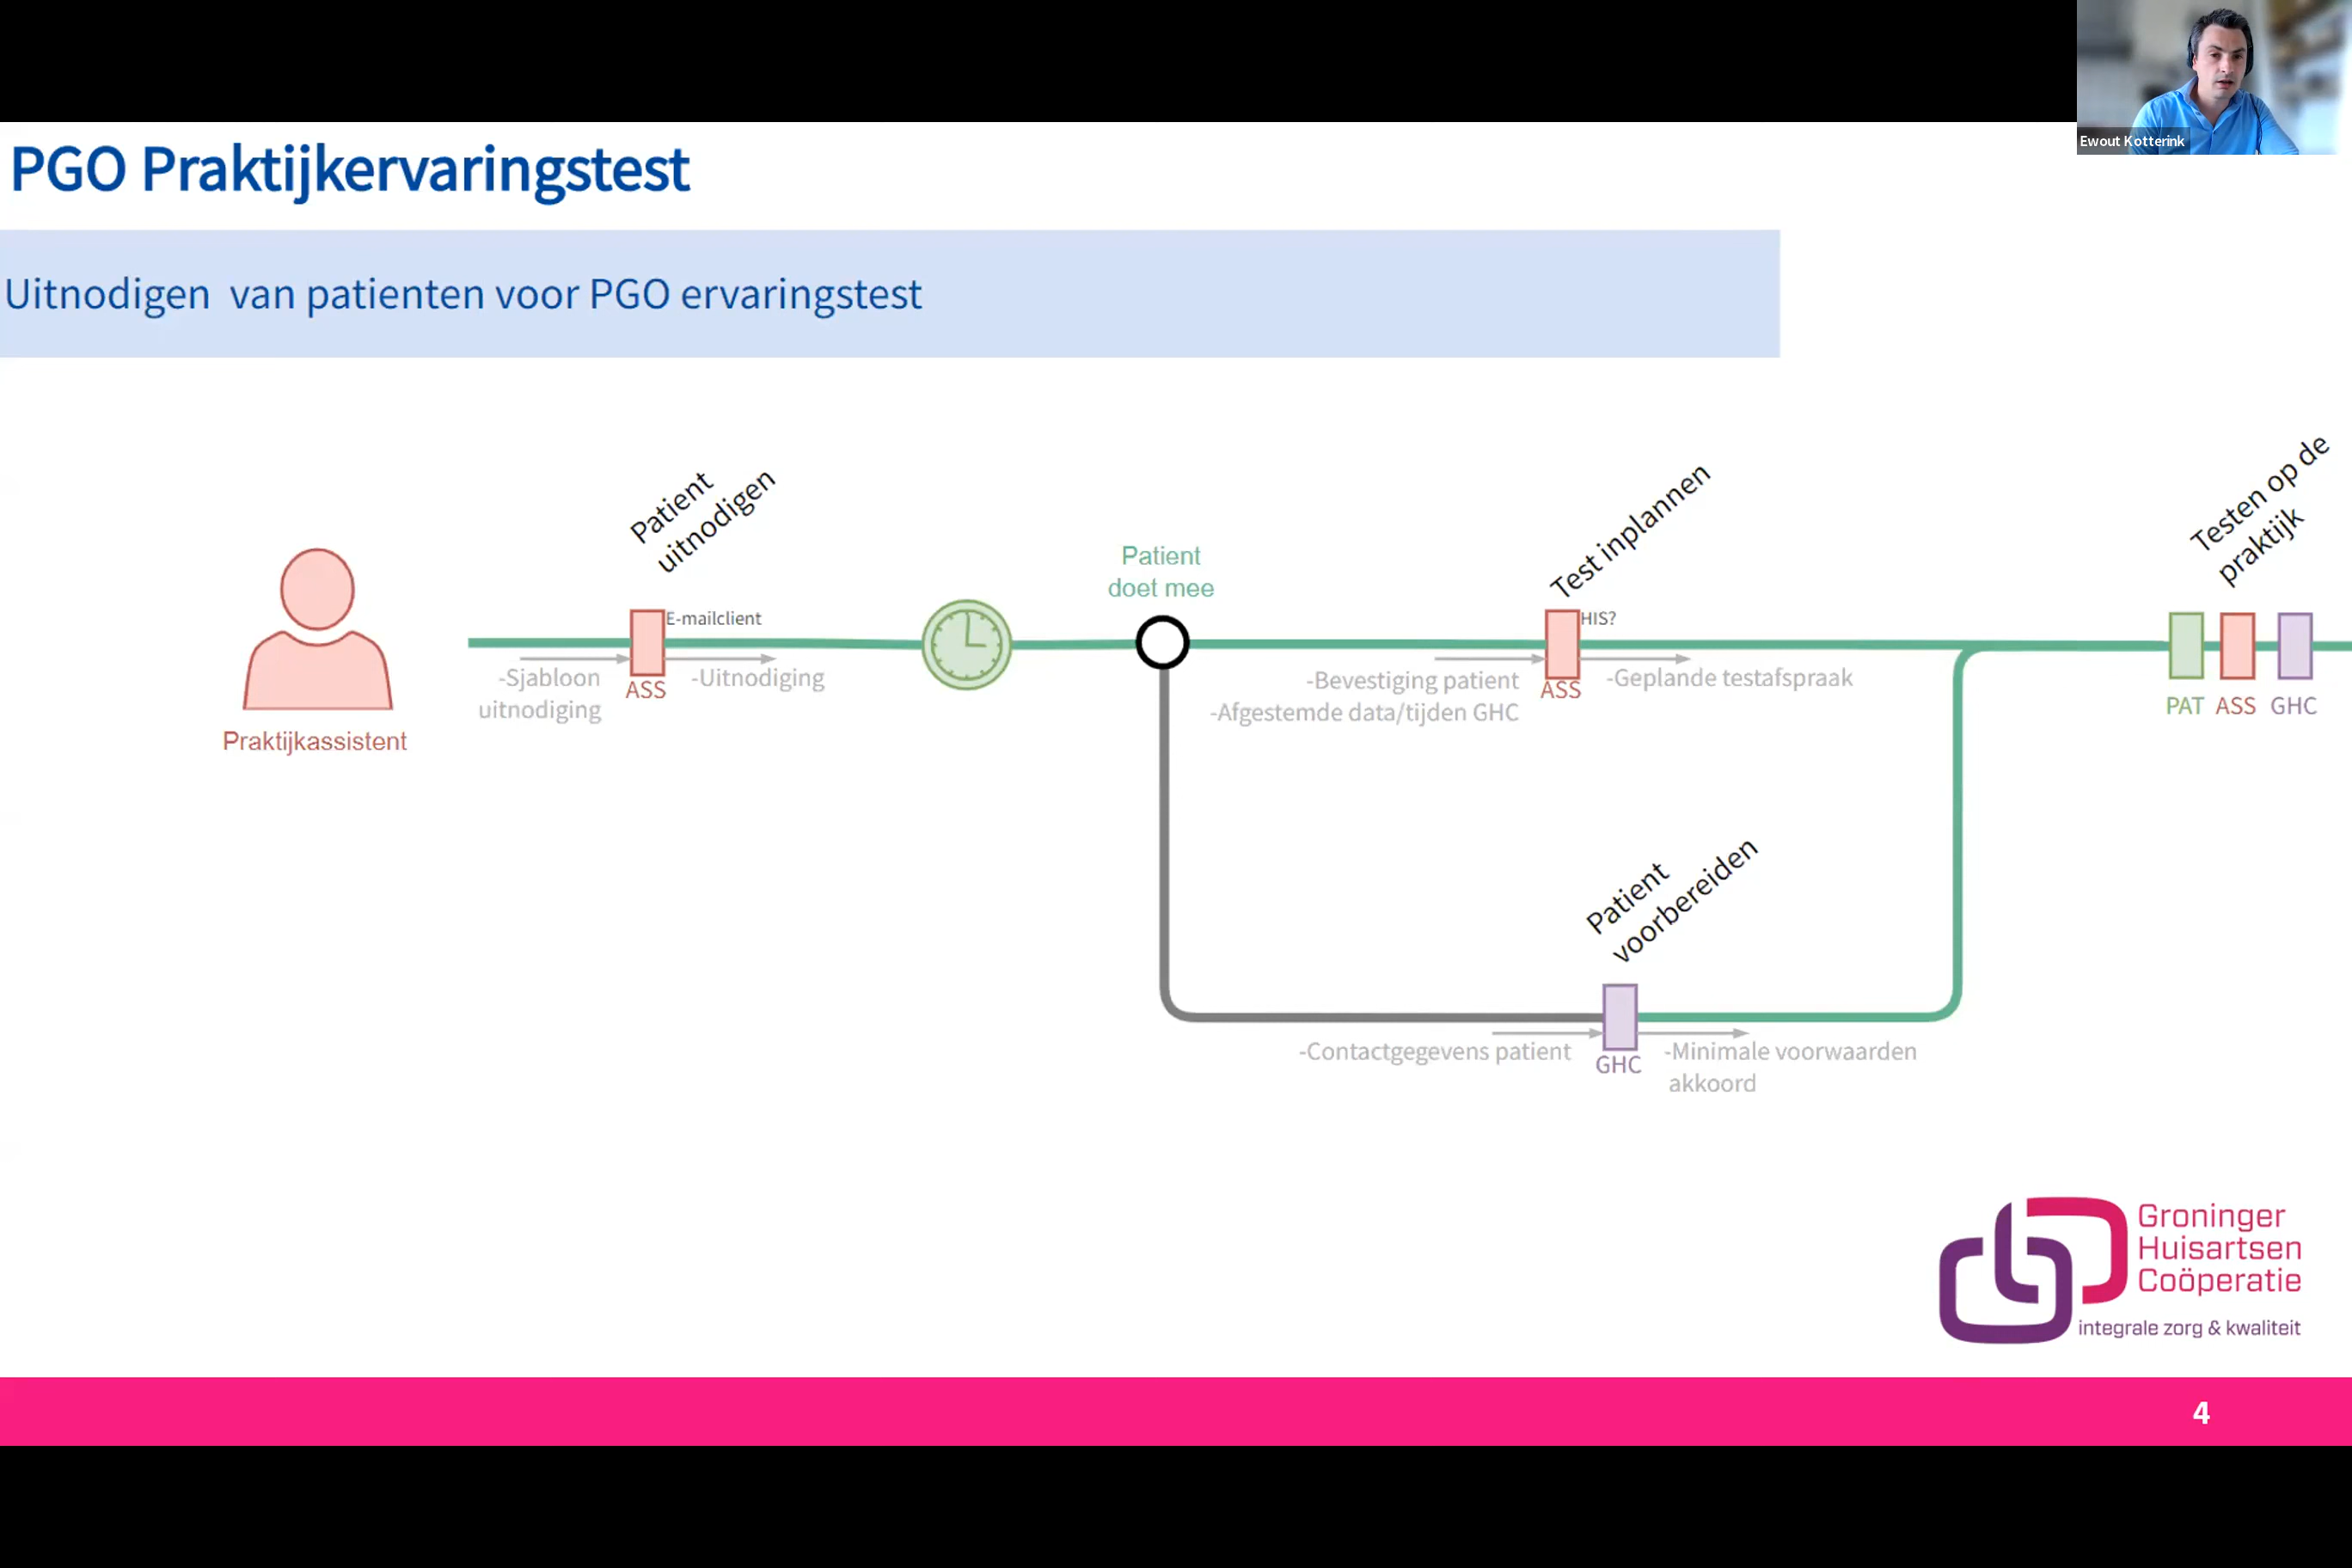 Ewout Kotterink
PGO Praktijkervaringstest
Uitnodigen  van patienten voor PGO ervaringstest
Praktijkassistent
Patient
uitnodigen
E-mailclient
-Sjabloon
uitnodiging
ASS
-Uitnodiging
Patient
doet mee
Test inplannen
HIS?
-Bevestiging patient
-Afgestemde data/tijden GHC
ASS
-Geplande testafspraak
Testen op de
praktijk
PAT
ASS
GHC
Patient
voorbereiden
-Contactgegevens patient
GHC
-Minimale voorwaarden
akkoord
Groninger
Huisartsen
Coöperatie
integrale zorg & kwaliteit
4